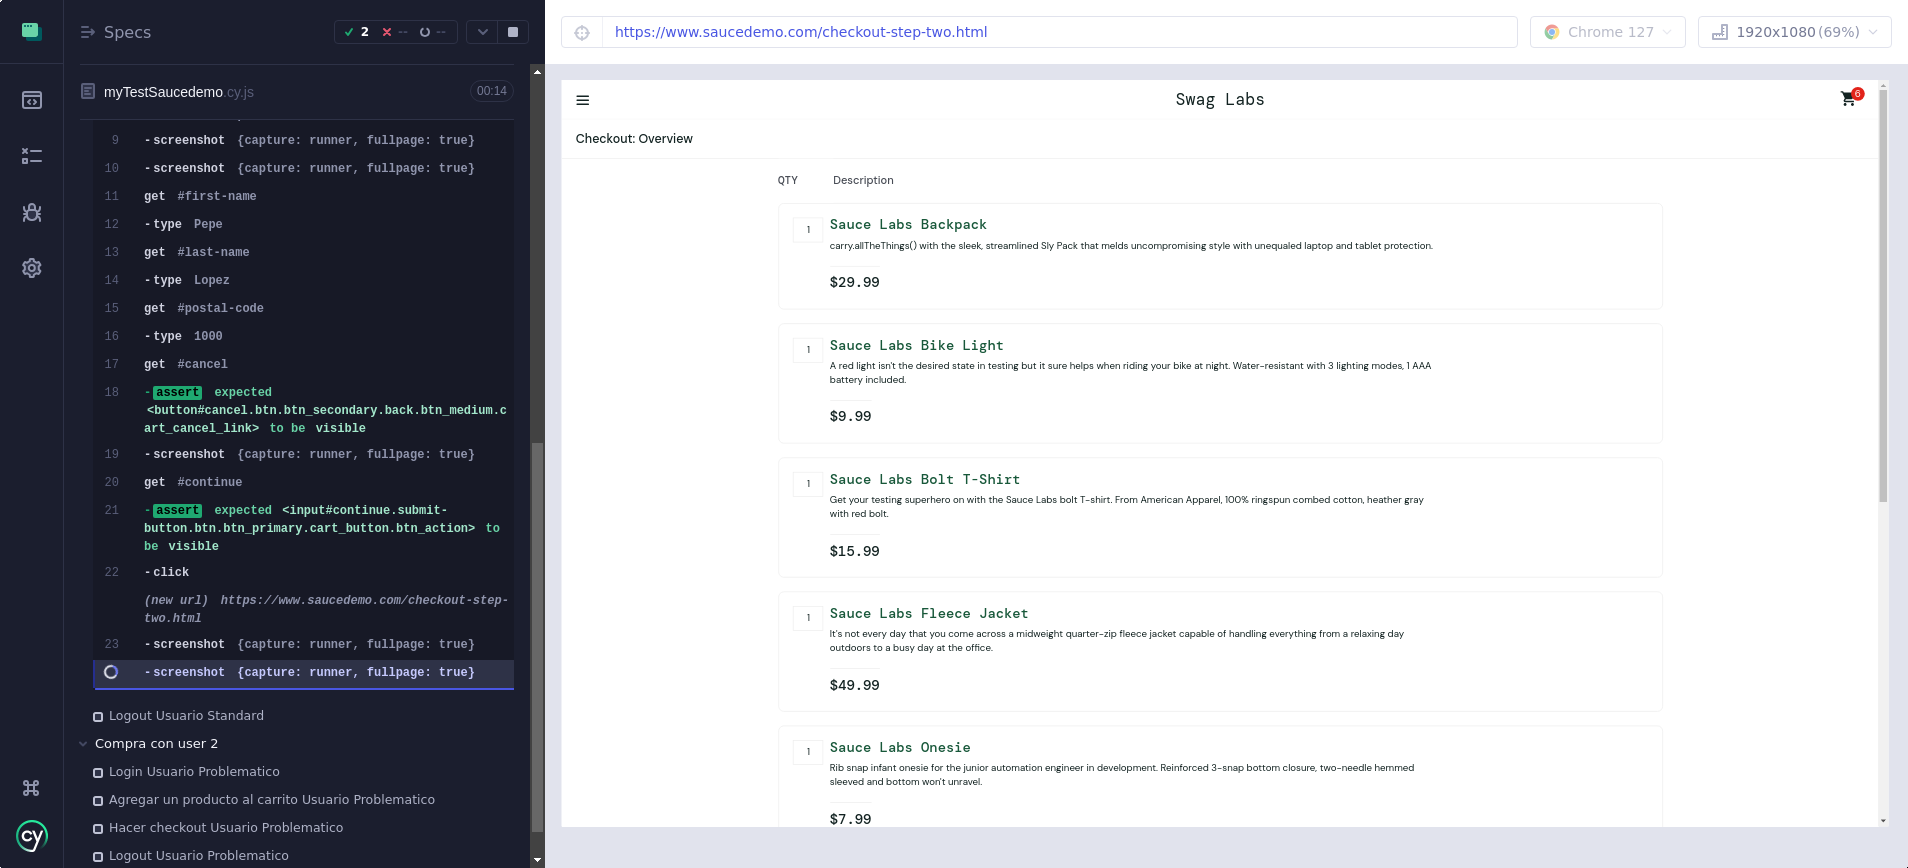 Specs
2 -- --
https://www.saucedemo.com/checkout-step-two.html
Chrome 127
1920x1080 (69%)
myTestSaucedemo.cy.js
00:14
9 -screenshot {capture: runner, fullpage: true}
10 -screenshot {capture: runner, fullpage: true}
11 get #first-name
12 -type Pepe
13 get #last-name
14 -type Lopez
15 get #postal-code
16 -type 1000
17 get #cancel
18 -assert expected
<button#cancel.btn.btn_secondary.back.btn_medium.c
art_cancel_link> to be visible
19 -screenshot {capture: runner, fullpage: true}
20 get #continue
21 -assert expected <input#continue.submit-
button.btn.btn_primary.cart_button.btn_action> to
be visible
22 -click
(new url) https://www.saucedemo.com/checkout-step-
two.html
23 -screenshot {capture: runner, fullpage: true}
-screenshot {capture: runner, fullpage: true}
Logout Usuario Standard
Compra con user 2
Login Usuario Problematico
Agregar un producto al carrito Usuario Problematico
Hacer checkout Usuario Problematico
Logout Usuario Problematico
cy
Swag Labs
6
Checkout: Overview
QTY Description
1 Sauce Labs Backpack
carry.allTheThings() with the sleek, streamlined Sly Pack that melds uncompromising style with unequaled laptop and tablet protection.
$29.99
1 Sauce Labs Bike Light
A red light isn't the desired state in testing but it sure helps when riding your bike at night. Water-resistant with 3 lighting modes, 1 AAA
battery included.
$9.99
1 Sauce Labs Bolt T-Shirt
Get your testing superhero on with the Sauce Labs bolt T-shirt. From American Apparel, 100% ringspun combed cotton, heather gray
with red bolt.
$15.99
1 Sauce Labs Fleece Jacket
It's not every day that you come across a midweight quarter-zip fleece jacket capable of handling everything from a relaxing day
outdoors to a busy day at the office.
$49.99
1 Sauce Labs Onesie
Rib snap infant onesie for the junior automation engineer in development. Reinforced 3-snap bottom closure, two-needle hemmed
sleeved and bottom won't unravel.
$7.99